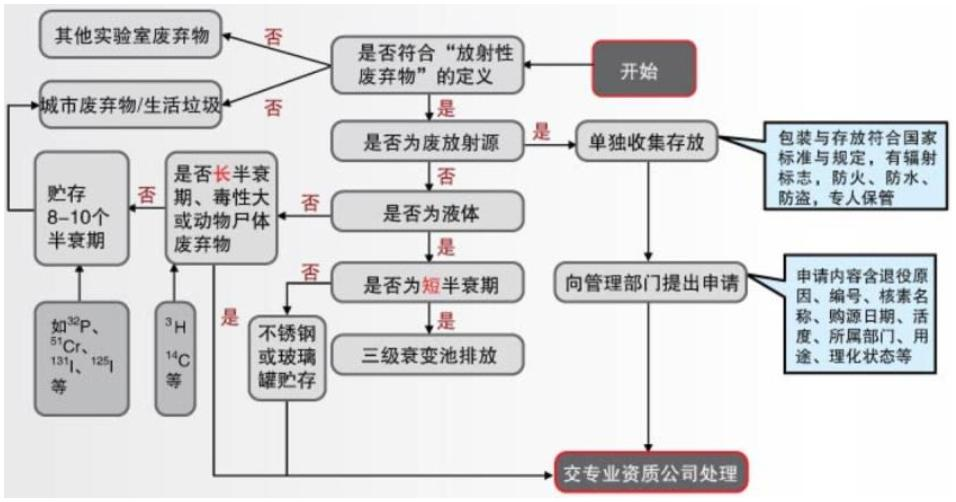 其他实验室废弃物
否
是否符合“放射性
废弃物”的定义
开始
城市废弃物/生活垃圾
否
是
是否为废放射源
是
单独收集存放
包装与存放符合国家
标准与规定，有辐射
标志，防火、防水、
防盗，专人保管
否
贮存
8-10个
半衰期
否
是否长半衰
期、毒性大
或动物尸体
废弃物
否
是否为液体
是
否
是否为短半衰期
向管理部门提出申请
申请内容含退役原
因、编号、核素名
称、购源日期、活
度、所属部门、用
途、理化状态等
如³²P、
⁵¹Cr、
¹³¹I、¹²⁵I
等
³H
¹⁴C
等
是
不锈钢
或玻璃
罐贮存
是
三级衰变池排放
交专业资质公司处理